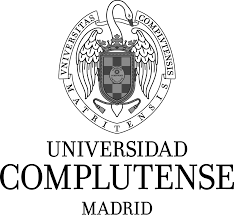 UNIVERSITAS COMPLUTENSIS
MATRITENSIS
UNIVERSIDAD
COMPLUTENSE
MADRID